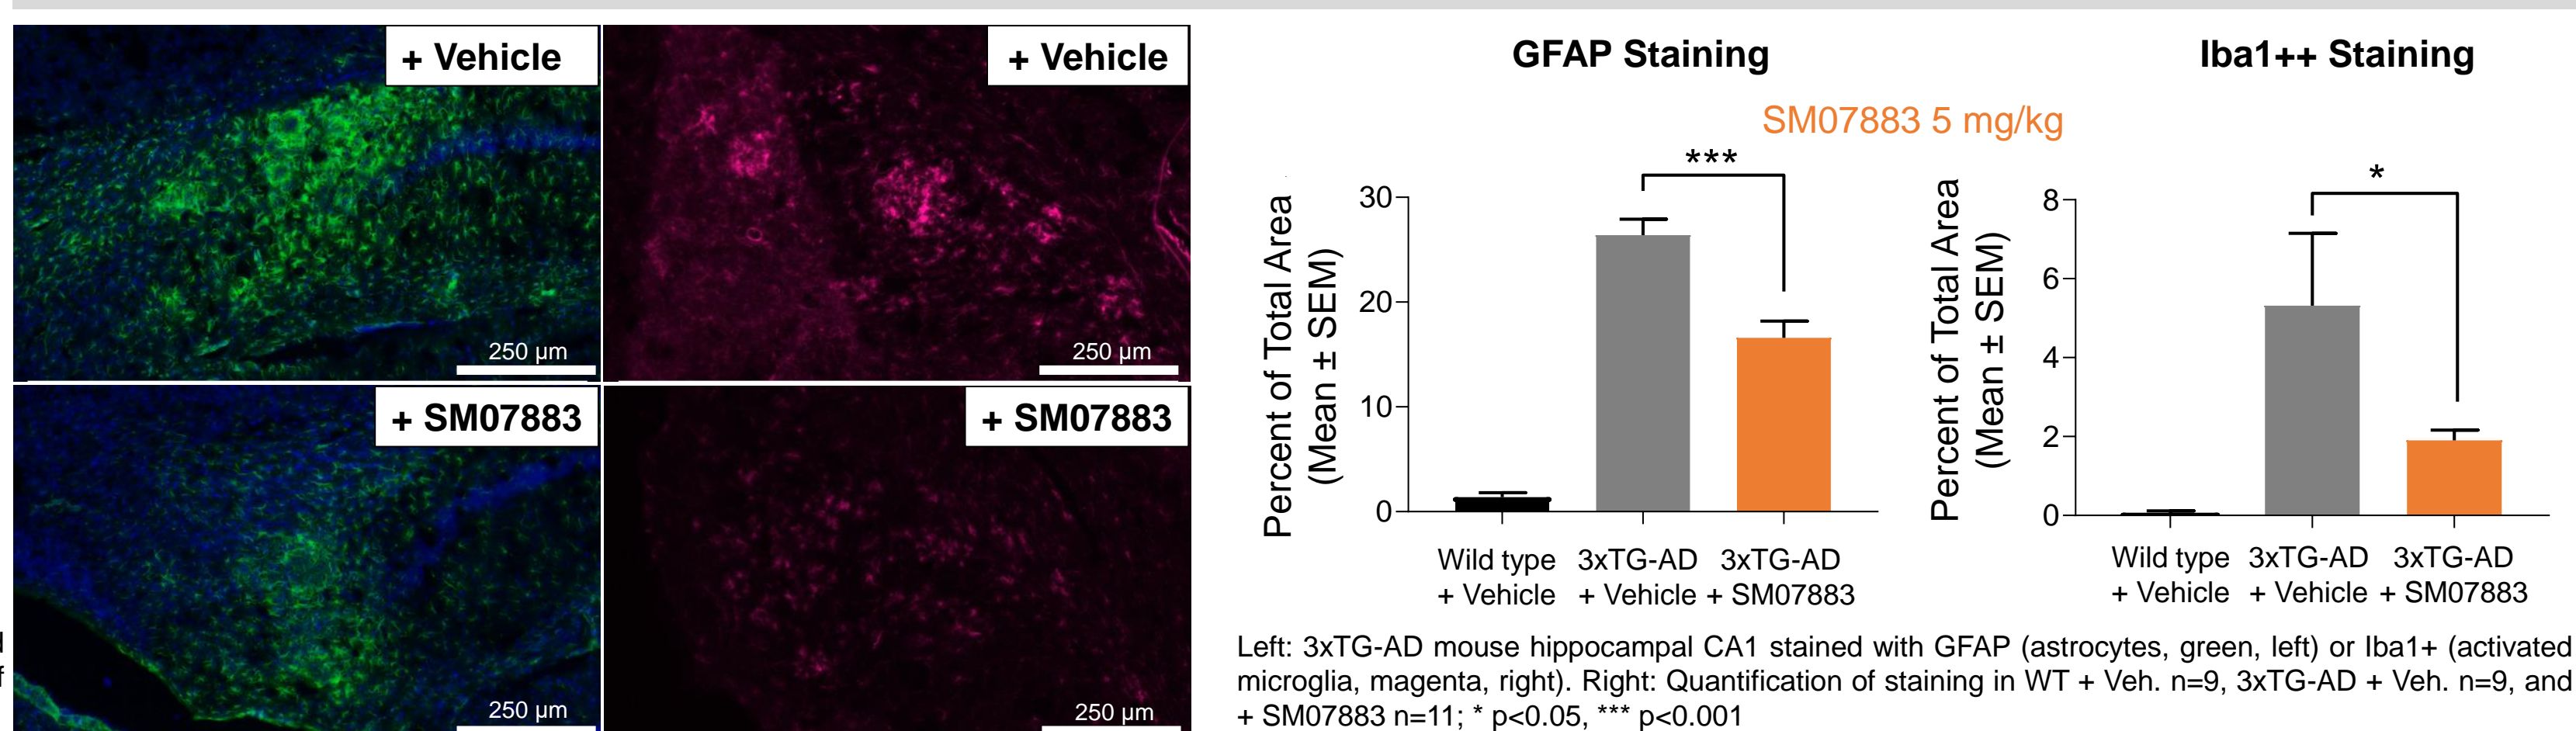 + Vehicle
+ Vehicle
250 µm
250 µm
+ SM07883
+ SM07883
250 µm
250 µm
GFAP Staining
Iba1++ Staining
SM07883 5 mg/kg
***
Percent of Total Area
(Mean ± SEM)
30
20
10
0
Wild type
+ Vehicle
3xTG-AD
+ Vehicle
3xTG-AD
+ SM07883
*
Percent of Total Area
(Mean ± SEM)
8
6
4
2
0
Wild type
+ Vehicle
3xTG-AD
+ Vehicle
3xTG-AD
+ SM07883
Left: 3xTG-AD mouse hippocampal CA1 stained with GFAP (astrocytes, green, left) or Iba1+ (activated
microglia, magenta, right). Right: Quantification of staining in WT + Veh. n=9, 3xTG-AD + Veh. n=9, and
+ SM07883 n=11; * p<0.05, *** p<0.001